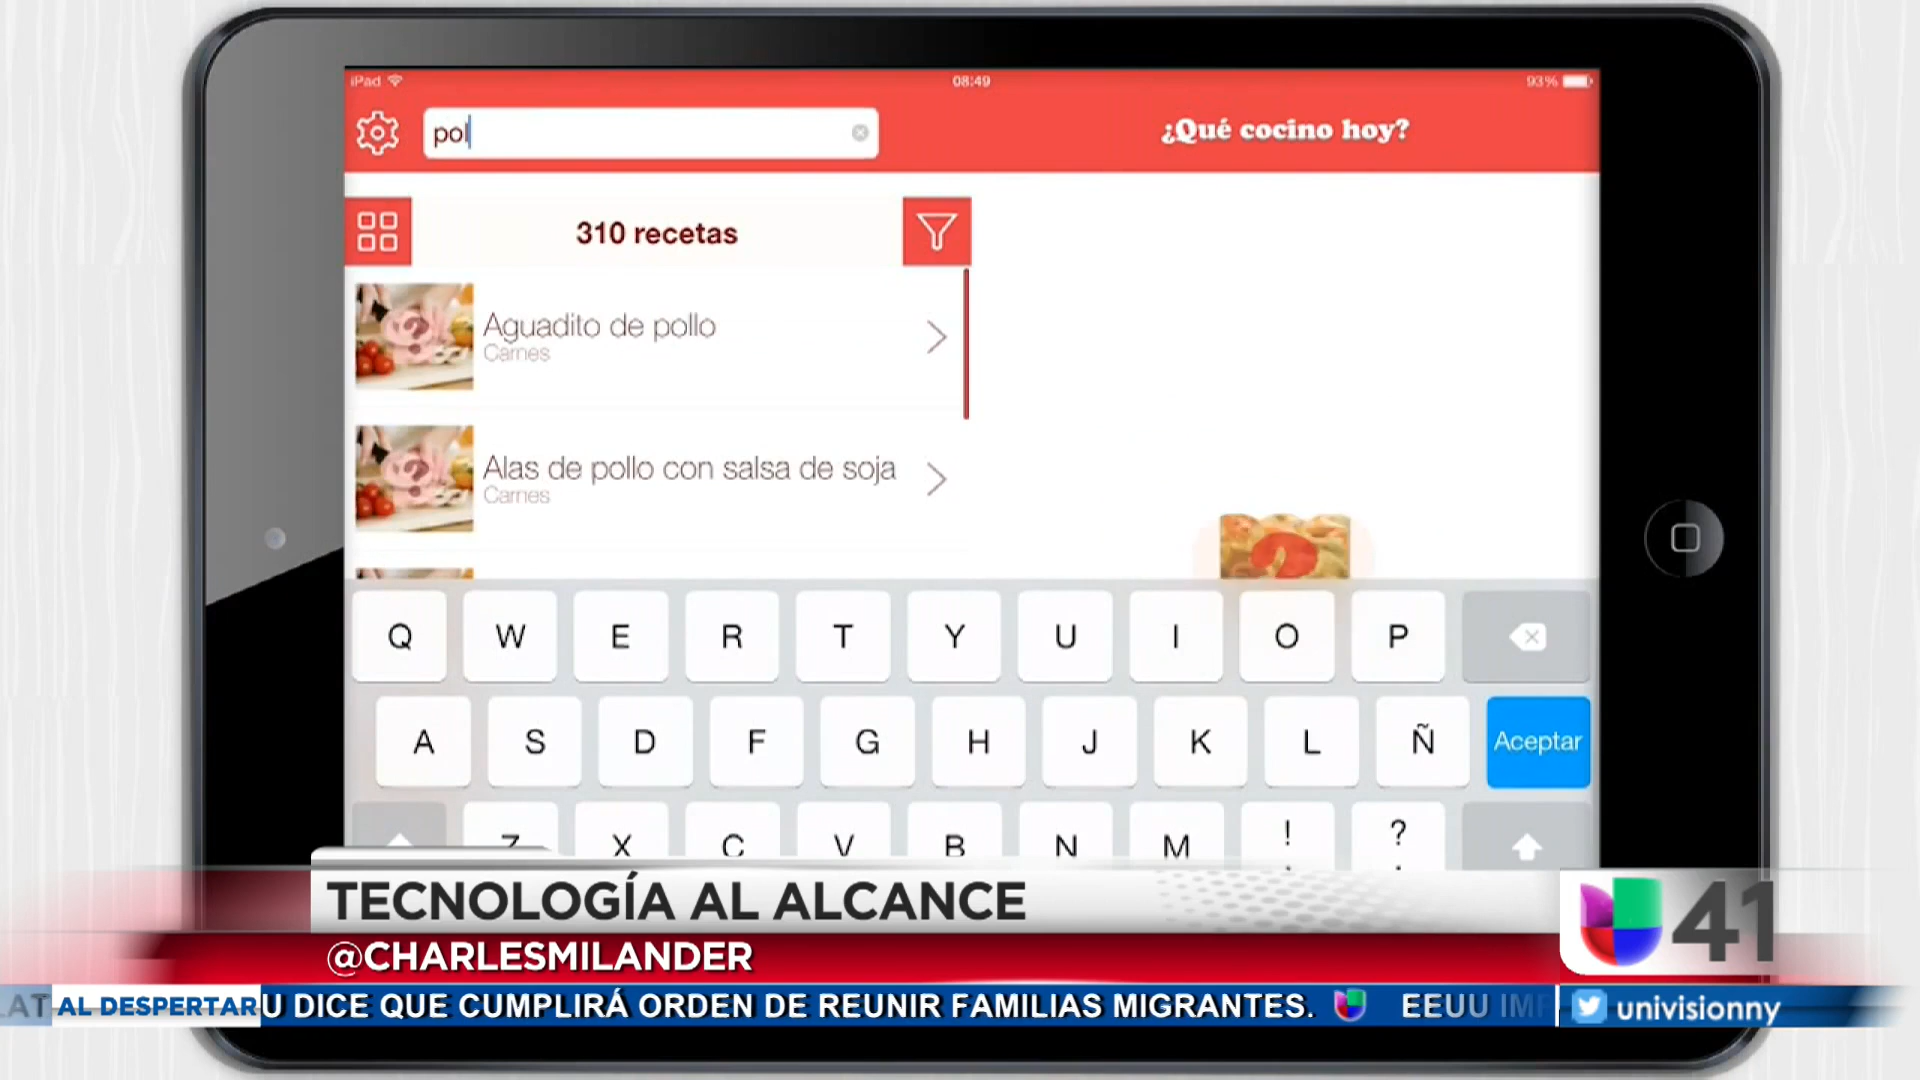 iPad 08:49 93%
pol ¿Qué cocino hoy?
310 recetas
Aguadito de pollo
Carnes
Alas de pollo con salsa de soja
Carnes
Q W E R T Y U I O P
A S D F G H J K L Ñ Aceptar
Z X C V B N M ! ?
TECNOLOGÍA AL ALCANCE
@CHARLESMILANDER
41
AL DESPERTAR U DICE QUE CUMPLIRÁ ORDEN DE REUNIR FAMILIAS MIGRANTES. EEUU
univisionny